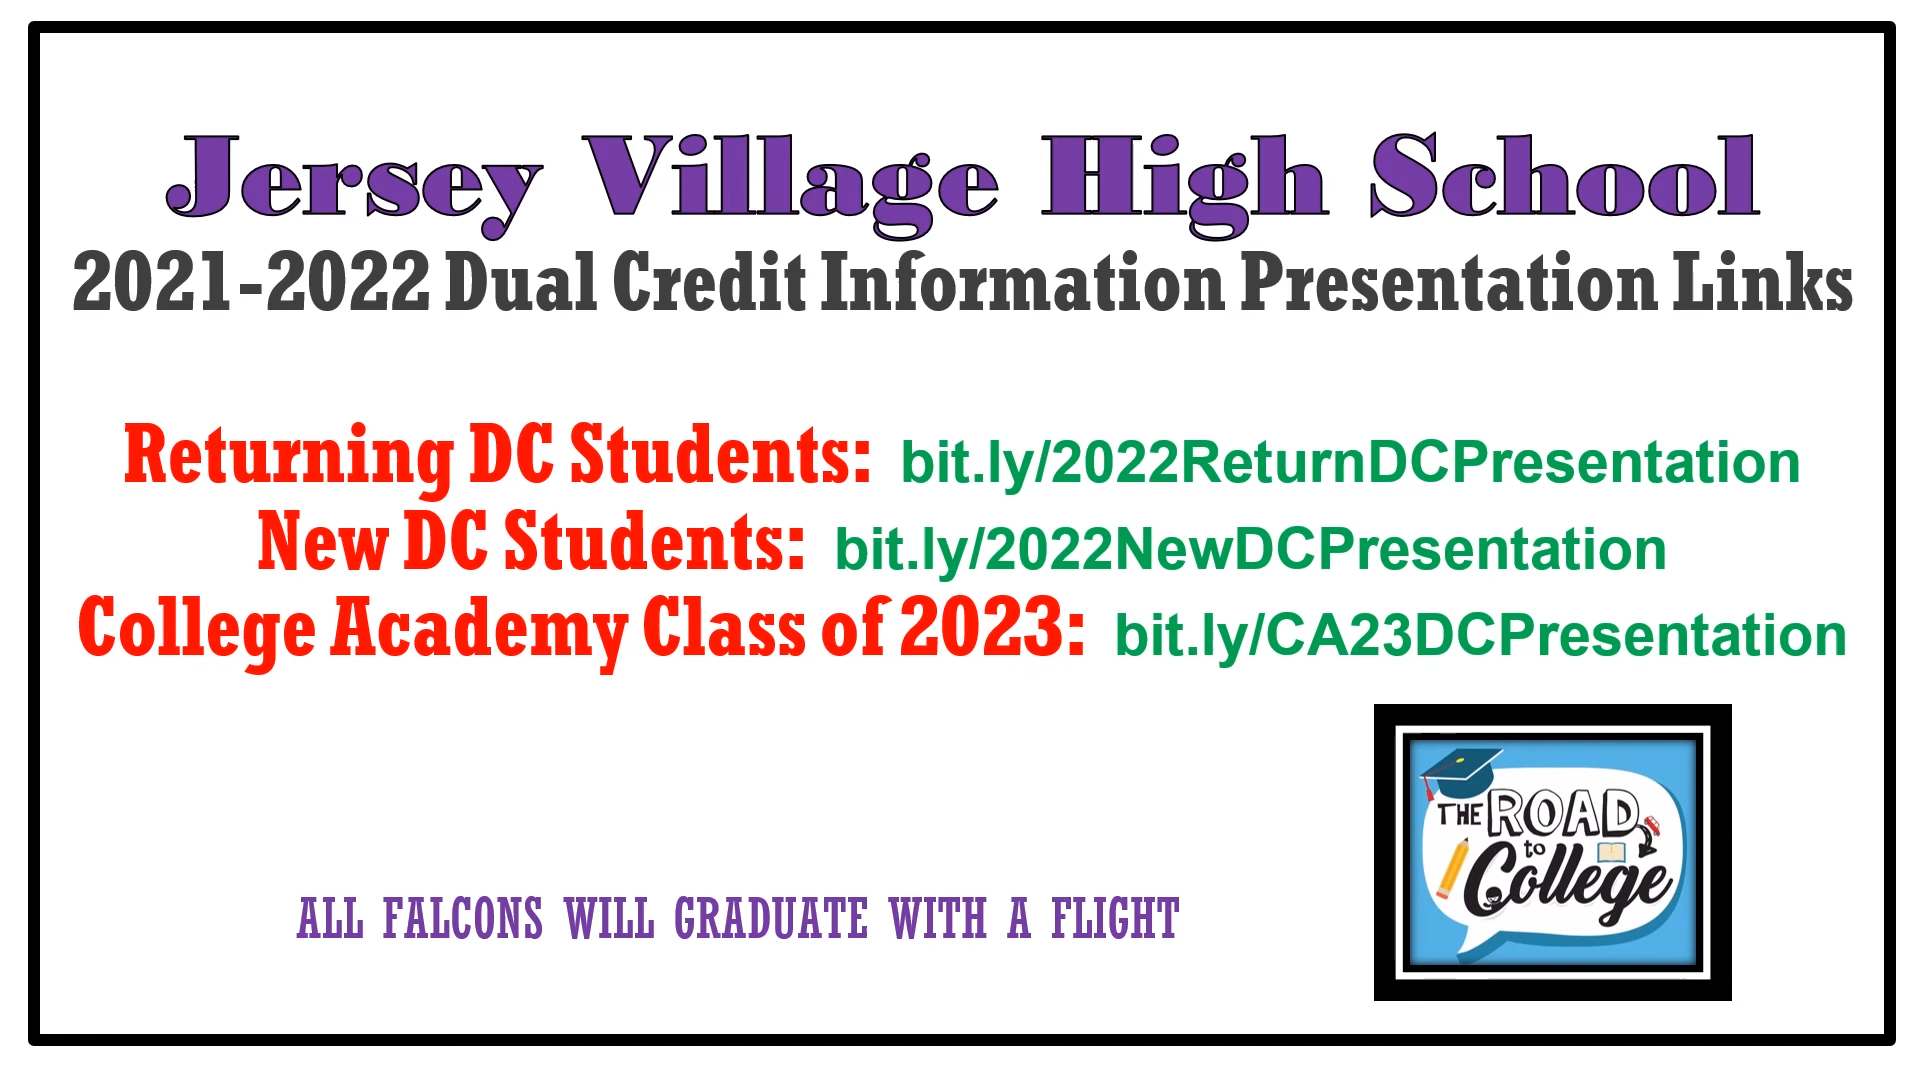 Jersey Village High School
2021-2022 Dual Credit Information Presentation Links
Returning DC Students: bit.ly/2022ReturnDCPresentation
New DC Students: bit.ly/2022NewDCPresentation
College Academy Class of 2023: bit.ly/CA23DCPresentation
THE ROAD
to
College
ALL FALCONS WILL GRADUATE WITH A FLIGHT